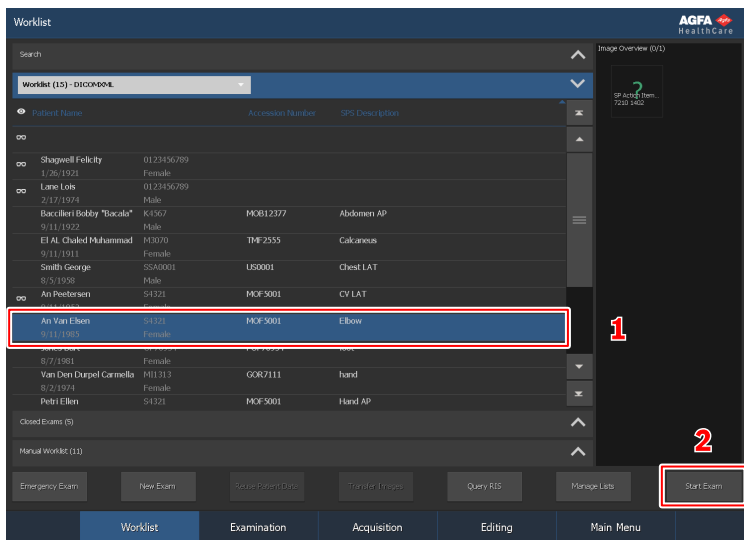 Worklist
AGFA
HealthCare
Search
Image Overview (0/1)
Worklist (15) - DICOMXML
?
SP Action Item...
7210 1402
Patient Name Accession Number SPS Description
Shagwell Felicity 0123456789
1/26/1921 Female
Lane Lois 0123456789
2/17/1974 Male
Baccilieri Bobby "Bacala" K4567 MOB12377 Abdomen AP
9/11/1922 Male
El AL Chaled Muhammad M3070 TMF2555 Calcaneus
9/11/1911 Female
Smith George SSA0001 US0001 Chest LAT
8/5/1958 Male
An Peetersen S4321 MOF5001 CV LAT
An Van Elsen S4321 MOF5001 Elbow
9/11/1985 Female
1
8/7/1981 Female
Van Den Durpel Carmella MI1313 GOR7111 hand
8/2/1974 Female
Petri Ellen S4321 MOF5001 Hand AP
Closed Exams (5)
Manual Worklist (11)
2
Emergency Exam New Exam Reuse Patient Data Transfer Images Query RIS Manage Lists Start Exam
Worklist Examination Acquisition Editing Main Menu